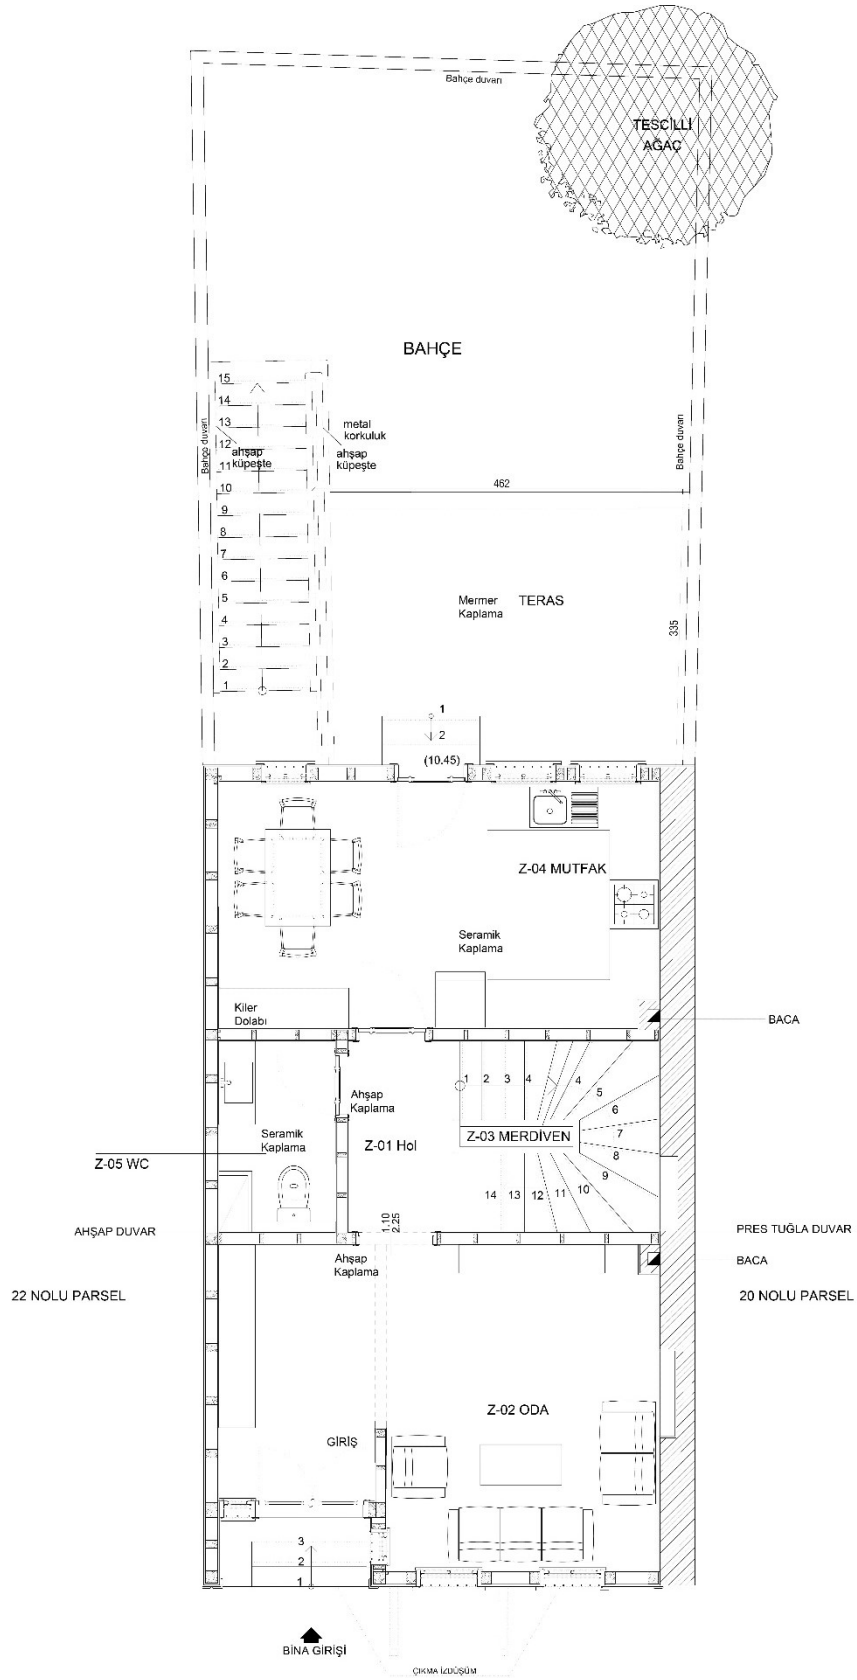 Bahçe duvarı
TESCİLLİ
AĞAÇ
BAHÇE
15
14
13
12
11
10
9
8
7
6
5
4
3
2
1
Bahçe duvarı
ahşap
küpeşte
metal
korkuluk
ahşap
küpeşte
Bahçe duvarı
462
Mermer
Kaplama
TERAS
335
1
2
(10.45)
Z-04 MUTFAK
Seramik
Kaplama
Kiler
Dolabı
BACA
1 2 3 4
4
5
6
7
8
9
10
11
12
13
14
Ahşap
Kaplama
Z-03 MERDİVEN
Z-01 Hol
Seramik
Kaplama
Z-05 WC
1.10
2.25
AHŞAP DUVAR
PRES TUĞLA DUVAR
Ahşap
Kaplama
BACA
22 NOLU PARSEL
20 NOLU PARSEL
Z-02 ODA
GİRİŞ
3
2
1
BİNA GİRİŞİ
ÇIKMA İZDÜŞÜM